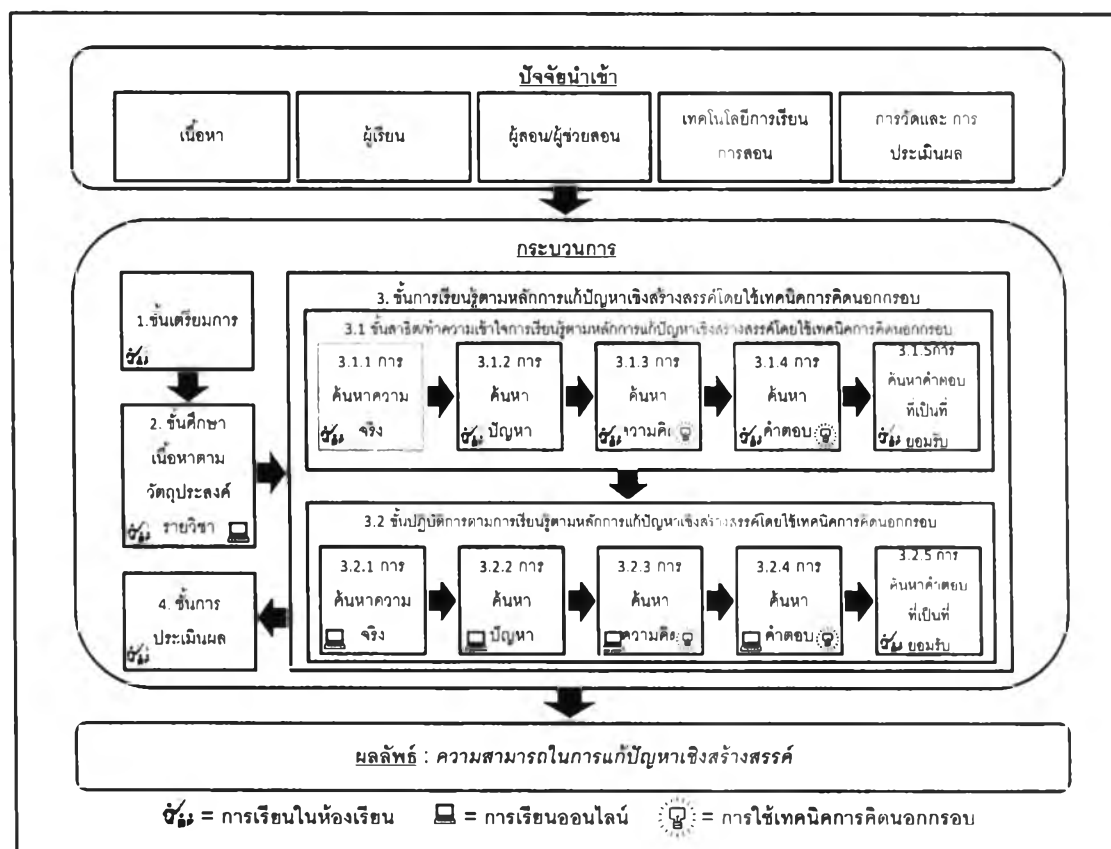 ปัจจัยนำเข้า
เนื้อหา
ผู้เรียน
ผู้สอน/ผู้ช่วยสอน
เทคโนโลยีการเรียน
การสอน
การวัดและ การ
ประเมินผล
กระบวนการ
1.ขั้นเตรียมการ
2. ขั้นศึกษา
เนื้อหาตาม
วัตถุประสงค์
รายวิชา
3. ขั้นการเรียนรู้ตามหลักการแก้ปัญหาเชิงสร้างสรรค์โดยใช้เทคนิคการคิดนอกกรอบ
3.1 ขั้นสาธิต/ทำความเข้าใจการเรียนรู้ตามหลักการแก้ปัญหาเชิงสร้างสรรค์โดยใช้เทคนิคการคิดนอกกรอบ
3.1.1 การ
ค้นหาความ
จริง
3.1.2 การ
ค้นหา
ปัญหา
3.1.3 การ
ค้นหา
ความคิด
3.1.4 การ
ค้นหา
คำตอบ
3.1.5การ
ค้นหาคำตอบ
ที่เป็นที่
ยอมรับ
3.2 ขั้นปฏิบัติการตามการเรียนรู้ตามหลักการแก้ปัญหาเชิงสร้างสรรค์โดยใช้เทคนิคการคิดนอกกรอบ
3.2.1 การ
ค้นหาความ
จริง
3.2.2 การ
ค้นหา
ปัญหา
3.2.3 การ
ค้นหา
ความคิด
3.2.4 การ
ค้นหา
คำตอบ
3.2.5 การ
ค้นหาคำตอบ
ที่เป็นที่
ยอมรับ
4. ขั้นการ
ประเมินผล
ผลลัพธ์ : ความสามารถในการแก้ปัญหาเชิงสร้างสรรค์
= การเรียนในห้องเรียน
= การเรียนออนไลน์
= การใช้เทคนิคการคิดนอกกรอบ